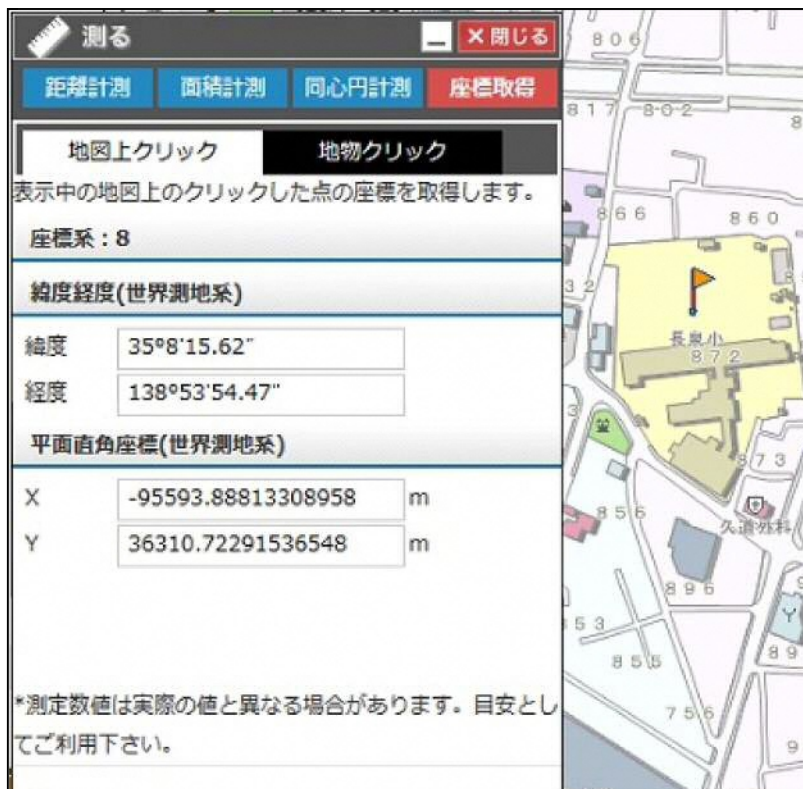 測る
×閉じる
距離計測 面積計測 同心円計測 座標取得
地図上クリック 地物クリック
表示中の地図上のクリックした点の座標を取得します。
座標系：8
緯度経度(世界測地系)
緯度 35º8'15.62"
経度 138º53'54.47"
平面直角座標(世界測地系)
X -95593.88813308958 m
Y 36310.72291536548 m
*測定数値は実際の値と異なる場合があります。目安とし
てご利用下さい。
806
817 802
866 860
長泉小
872
873
久道外科
856
896
853
855
756